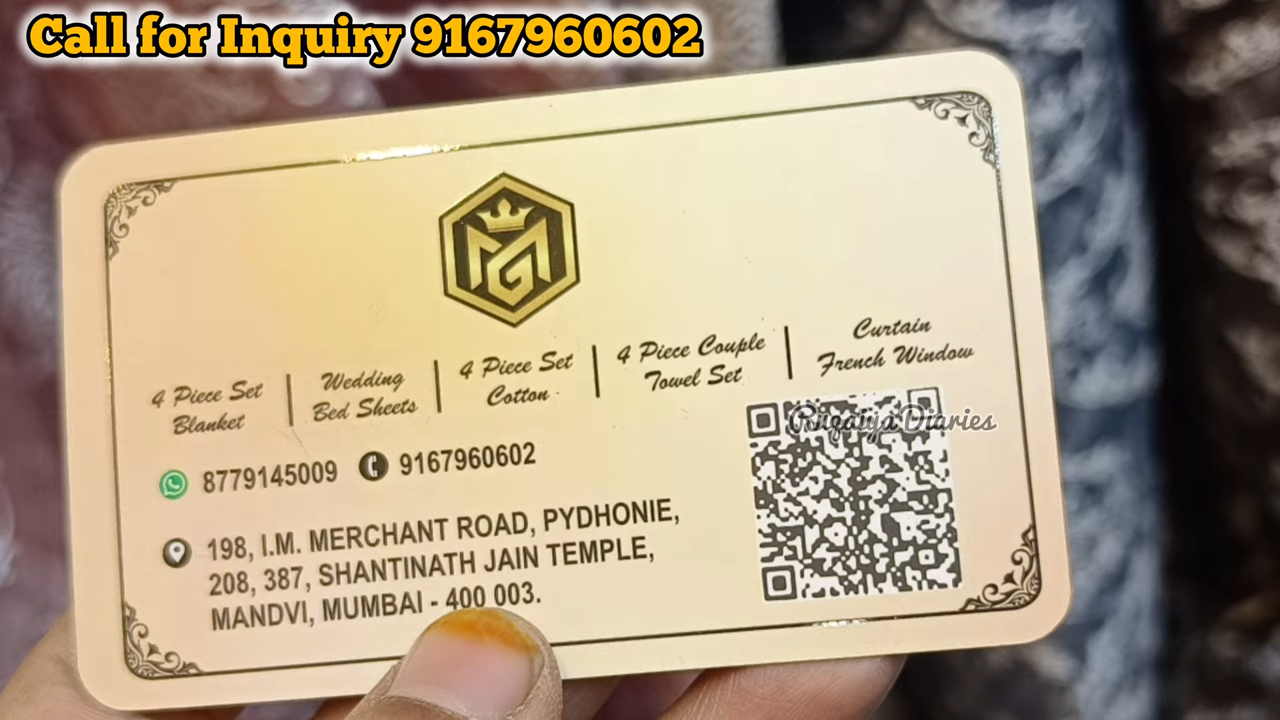 Call for Inquiry 9167960602
MG
4 Piece Set
Blanket
Wedding
Bed Sheets
4 Piece Set
Cotton
4 Piece Couple
Towel Set
Curtain
French Window
Ruqaiya Diaries
8779145009 9167960602
198, I.M. MERCHANT ROAD, PYDHONIE,
208, 387, SHANTINATH JAIN TEMPLE,
MANDVI, MUMBAI - 400 003.